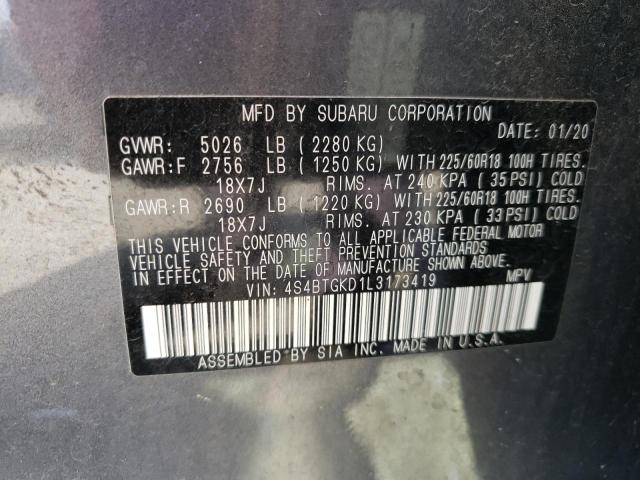 MFD BY SUBARU CORPORATION
DATE: 01/20
GVWR: 5026 LB ( 2280 KG)
GAWR:F 2756 LB ( 1250 KG) WITH 225/60R18 100H TIRES.
18X7J RIMS. AT 240 KPA ( 35 PSI) COLD
GAWR:R 2690 LB ( 1220 KG) WITH 225/60R18 100H TIRES.
18X7J RIMS. AT 230 KPA ( 33 PSI) COLD
THIS VEHICLE CONFORMS TO ALL APPLICABLE FEDERAL MOTOR
VEHICLE SAFETY AND THEFT PREVENTION STANDARDS
IN EFFECT ON THE DATE OF MANUFACTURE SHOWN ABOVE.
VIN: 4S4BTGKD1L3173419 MPV
ASSEMBLED BY SIA INC. MADE IN U.S.A.